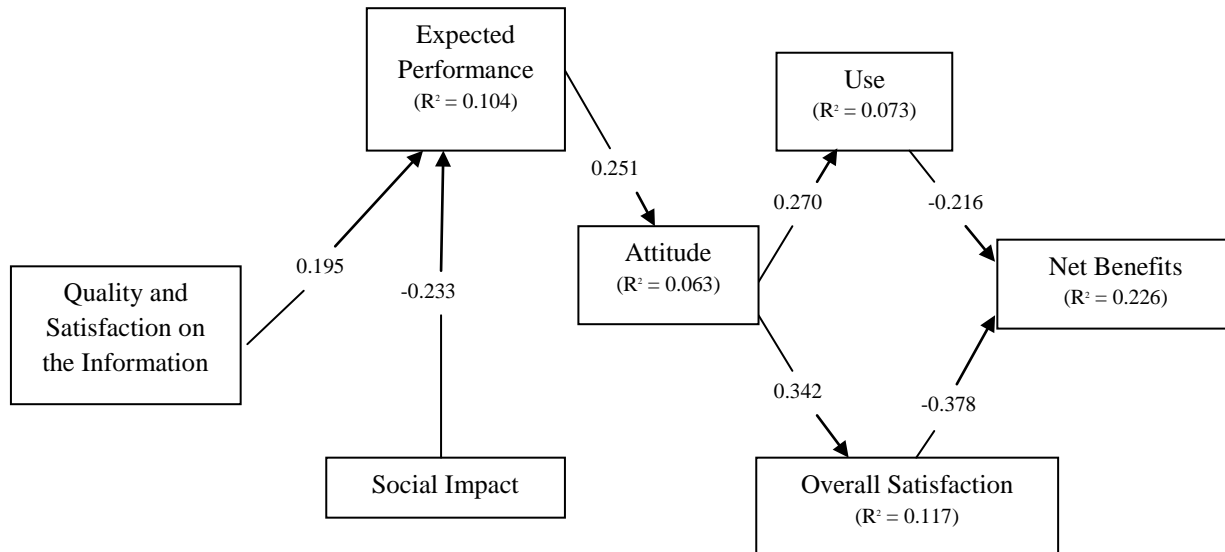 Expected
Performance
(R² = 0.104)
Use
(R² = 0.073)
0.251
0.270
-0.216
Attitude
(R² = 0.063)
Net Benefits
(R² = 0.226)
0.195
-0.233
Quality and
Satisfaction on
the Information
0.342
-0.378
Social Impact
Overall Satisfaction
(R² = 0.117)